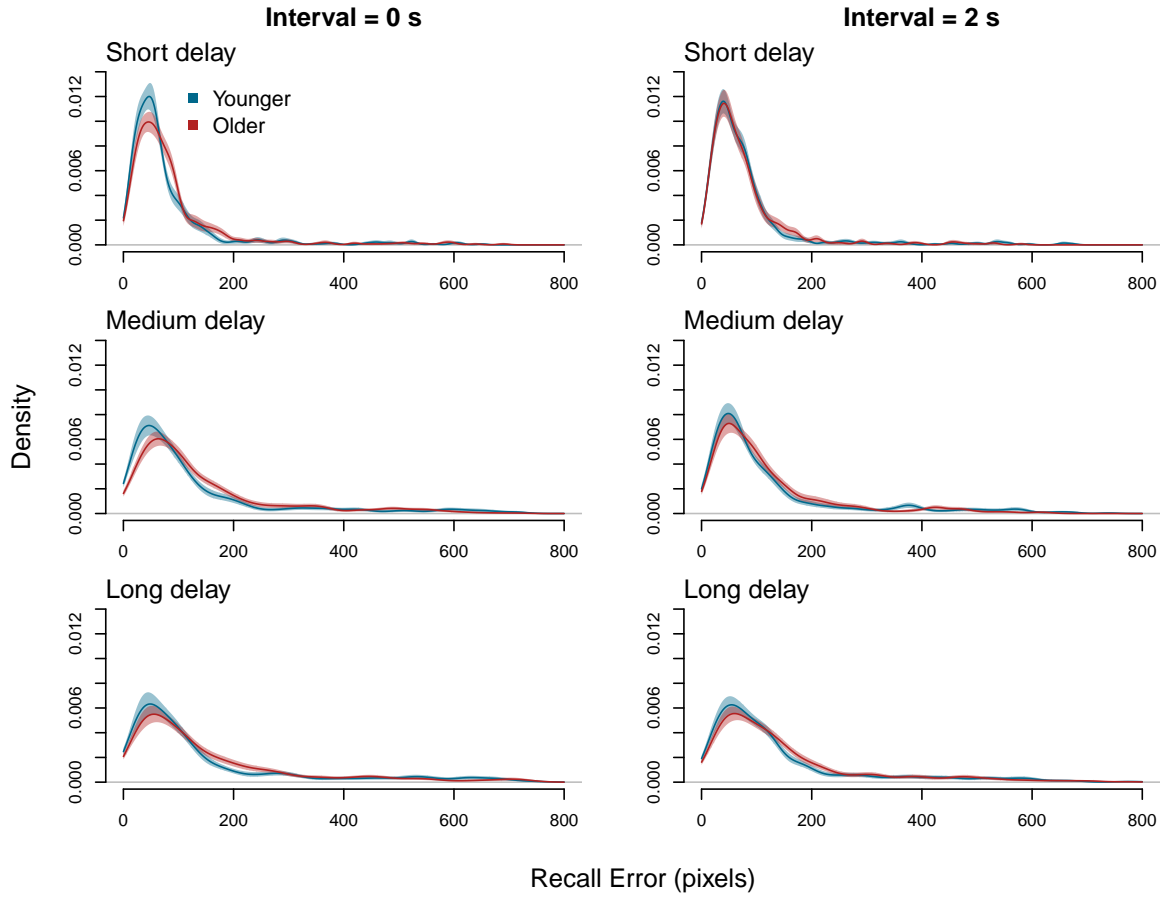 Interval = 0 s
Interval = 2 s
Short delay
0.012
0.006
0.000
Younger
Older
0 200 400 600 800
Short delay
0.012
0.006
0.000
0 200 400 600 800
Medium delay
0.012
0.006
0.000
0 200 400 600 800
Medium delay
0.012
0.006
0.000
0 200 400 600 800
Long delay
0.012
0.006
0.000
0 200 400 600 800
Long delay
0.012
0.006
0.000
0 200 400 600 800
Density
Recall Error (pixels)